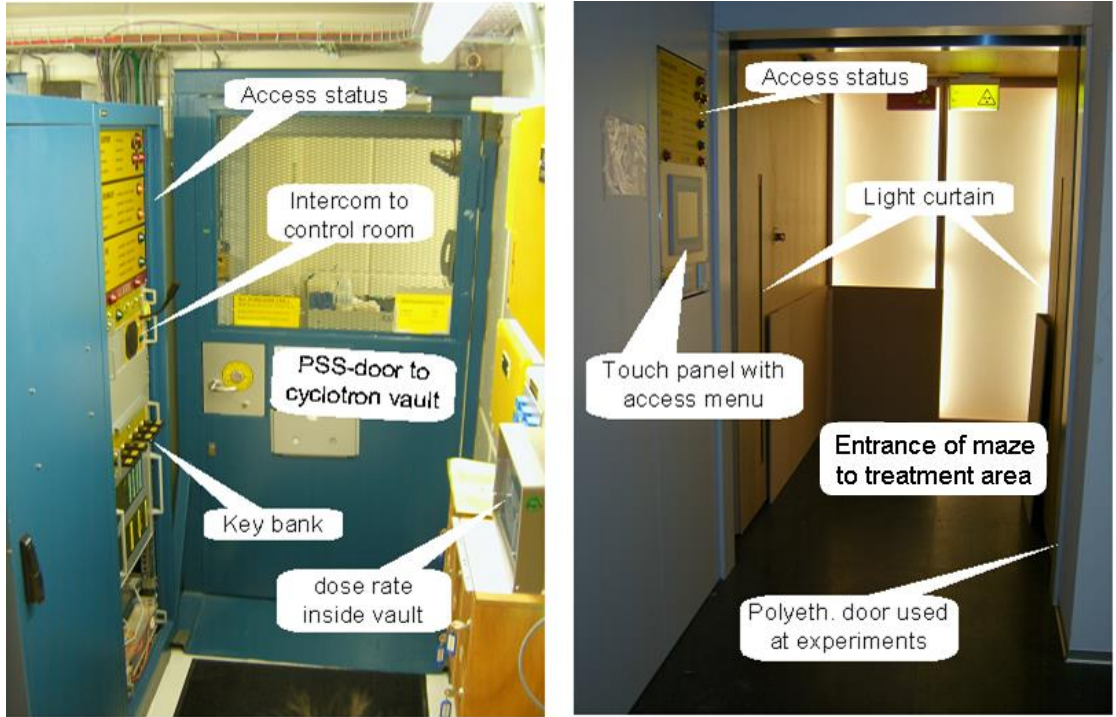 Access status
Intercom to
control room
PSS-door to
cyclotron vault
Key bank
dose rate
inside vault
Access status
Light curtain
Touch panel with
access menu
Entrance of maze
to treatment area
Polyeth. door used
at experiments